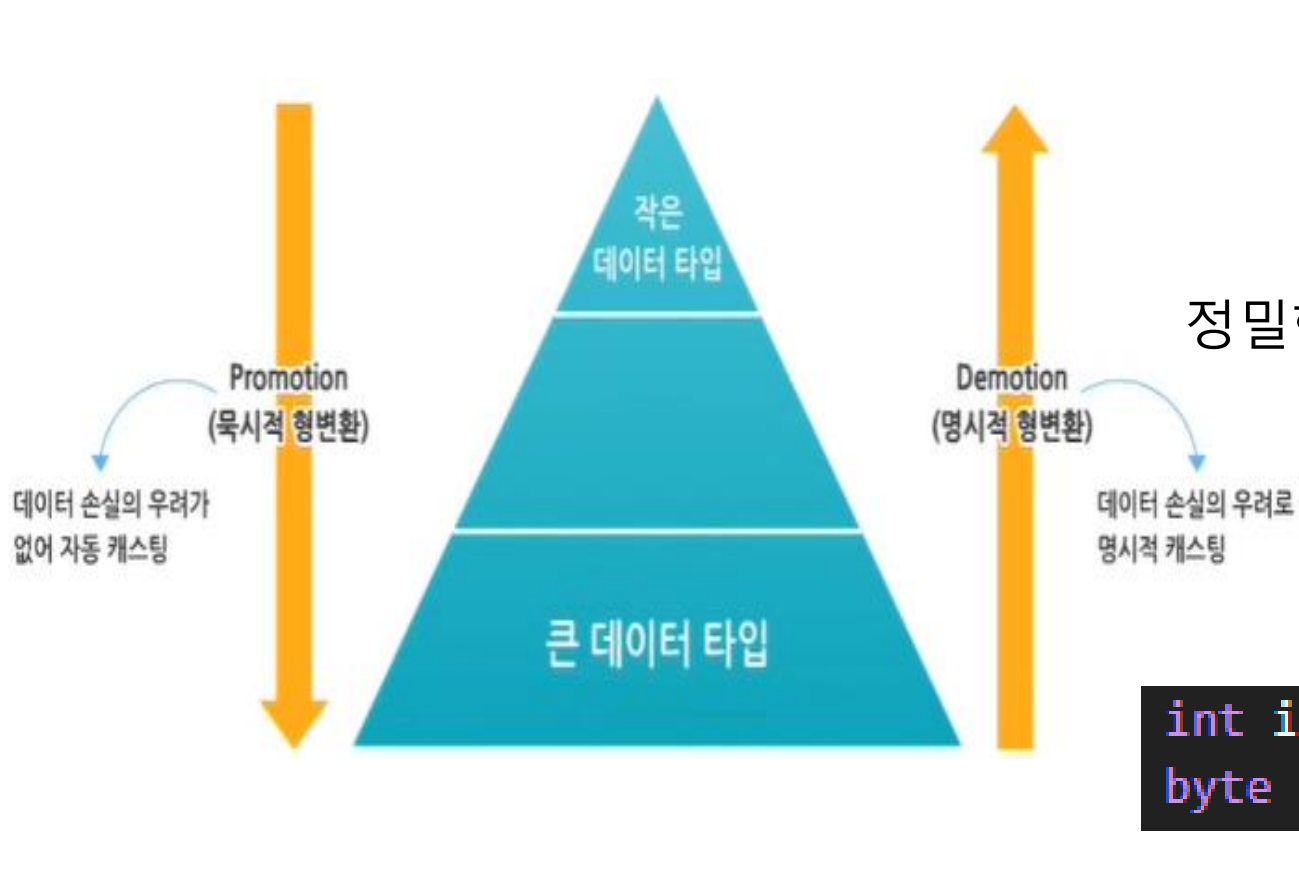 작은
데이터 타입
Promotion
(묵시적 형변환)
데이터 손실의 우려가
없어 자동 캐스팅
큰 데이터 타입
Demotion
(명시적 형변환)
데이터 손실의 우려로
명시적 캐스팅
정밀
int i
byte